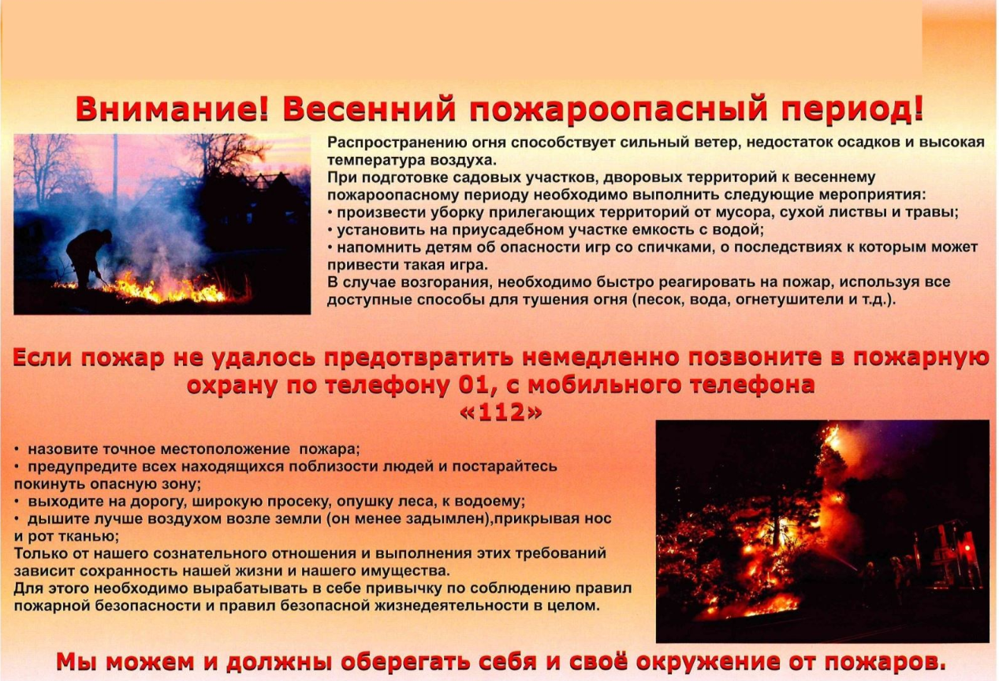 Внимание! Весенний пожароопасный период!
Распространению огня способствует сильный ветер, недостаток осадков и высокая
температура воздуха.
При подготовке садовых участков, дворовых территорий к весеннему
пожароопасному периоду необходимо выполнить следующие мероприятия:
• произвести уборку прилегающих территорий от мусора, сухой листвы и травы;
• установить на приусадебном участке емкость с водой;
• напомнить детям об опасности игр со спичками, о последствиях к которым может
привести такая игра.
В случае возгорания, необходимо быстро реагировать на пожар, используя все
доступные способы для тушения огня (песок, вода, огнетушители и т.д.).
Если пожар не удалось предотвратить немедленно позвоните в пожарную
охрану по телефону 01, с мобильного телефона
«112»
• назовите точное местоположение пожара;
• предупредите всех находящихся поблизости людей и постарайтесь
покинуть опасную зону;
• выходите на дорогу, широкую просеку, опушку леса, к водоему;
• дышите лучше воздухом возле земли (он менее задымлен),прикрывая нос
и рот тканью;
Только от нашего сознательного отношения и выполнения этих требований
зависит сохранность нашей жизни и нашего имущества.
Для этого необходимо вырабатывать в себе привычку по соблюдению правил
пожарной безопасности и правил безопасной жизнедеятельности в целом.
Мы можем и должны оберегать себя и своё окружение от пожаров.